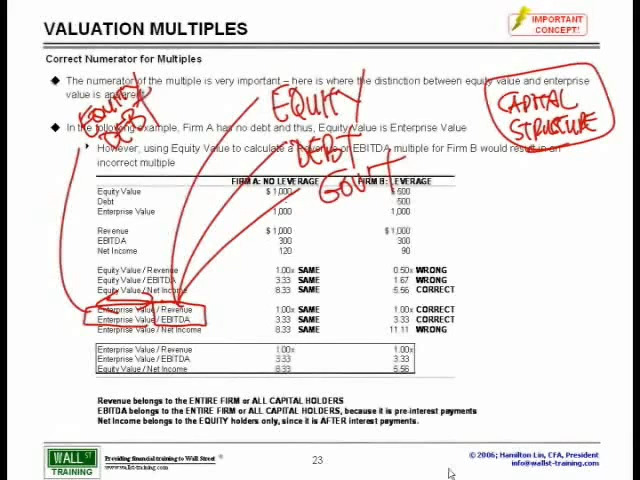 VALUATION MULTIPLES
IMPORTANT
CONCEPT!
Correct Numerator for Multiples
The numerator of the multiple is very important – here is where the distinction between equity value and enterprise
value is apparent
EQUITY
DEBT
EQUITY
DEBT
GOV'T
CAPITAL
STRUCTURE
In the following example, Firm A has no debt and thus, Equity Value is Enterprise Value
However, using Equity Value to calculate a Revenue or EBITDA multiple for Firm B would result in an
incorrect multiple
FIRM A: NO LEVERAGE FIRM B: LEVERAGE
Equity Value $ 1,000 $ 500
Debt 500
Enterprise Value 1,000 1,000
Revenue $ 1,000 $ 1,000
EBITDA 300 300
Net Income 120 90
Equity Value / Revenue 1.00x SAME 0.50x WRONG
Equity Value / EBITDA 3.33 SAME 1.67 WRONG
Equity Value / Net Income 8.33 SAME 5.56 CORRECT
Enterprise Value / Revenue 1.00x SAME 1.00x CORRECT
Enterprise Value / EBITDA 3.33 SAME 3.33 CORRECT
Enterprise Value / Net Income 8.33 SAME 11.11 WRONG
Enterprise Value / Revenue 1.00x 1.00x
Enterprise Value / EBITDA 3.33 3.33
Equity Value / Net Income 8.33 5.56
Revenue belongs to the ENTIRE FIRM or ALL CAPITAL HOLDERS
EBITDA belongs to the ENTIRE FIRM or ALL CAPITAL HOLDERS, because it is pre-interest payments
Net Income belongs to the EQUITY holders only, since it is AFTER interest payments.
WALL ST
TRAINING
Providing financial training to Wall Street ®
www.wallst-training.com
23
© 2006; Hamilton Lin, CFA, President
info@wallst-training.com